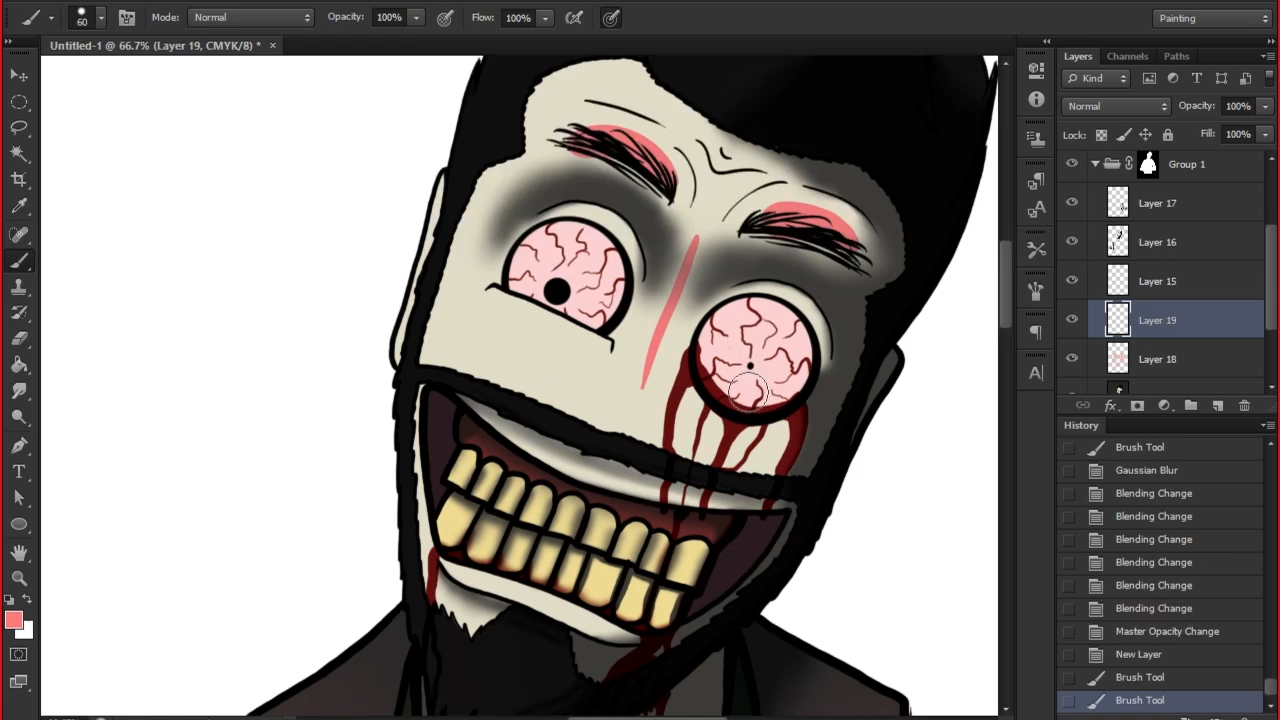 60 Mode: Normal Opacity: 100% Flow: 100% Painting
Untitled-1 @ 66.7% (Layer 19, CMYK/8) * ×
Layers Channels Paths
Kind T
Normal Opacity: 100%
Lock: Fill: 100%
Group 1
Layer 17
Layer 16
Layer 15
Layer 19
Layer 18
fx
History
Brush Tool
Gaussian Blur
Blending Change
Blending Change
Blending Change
Blending Change
Blending Change
Blending Change
Master Opacity Change
New Layer
Brush Tool
Brush Tool